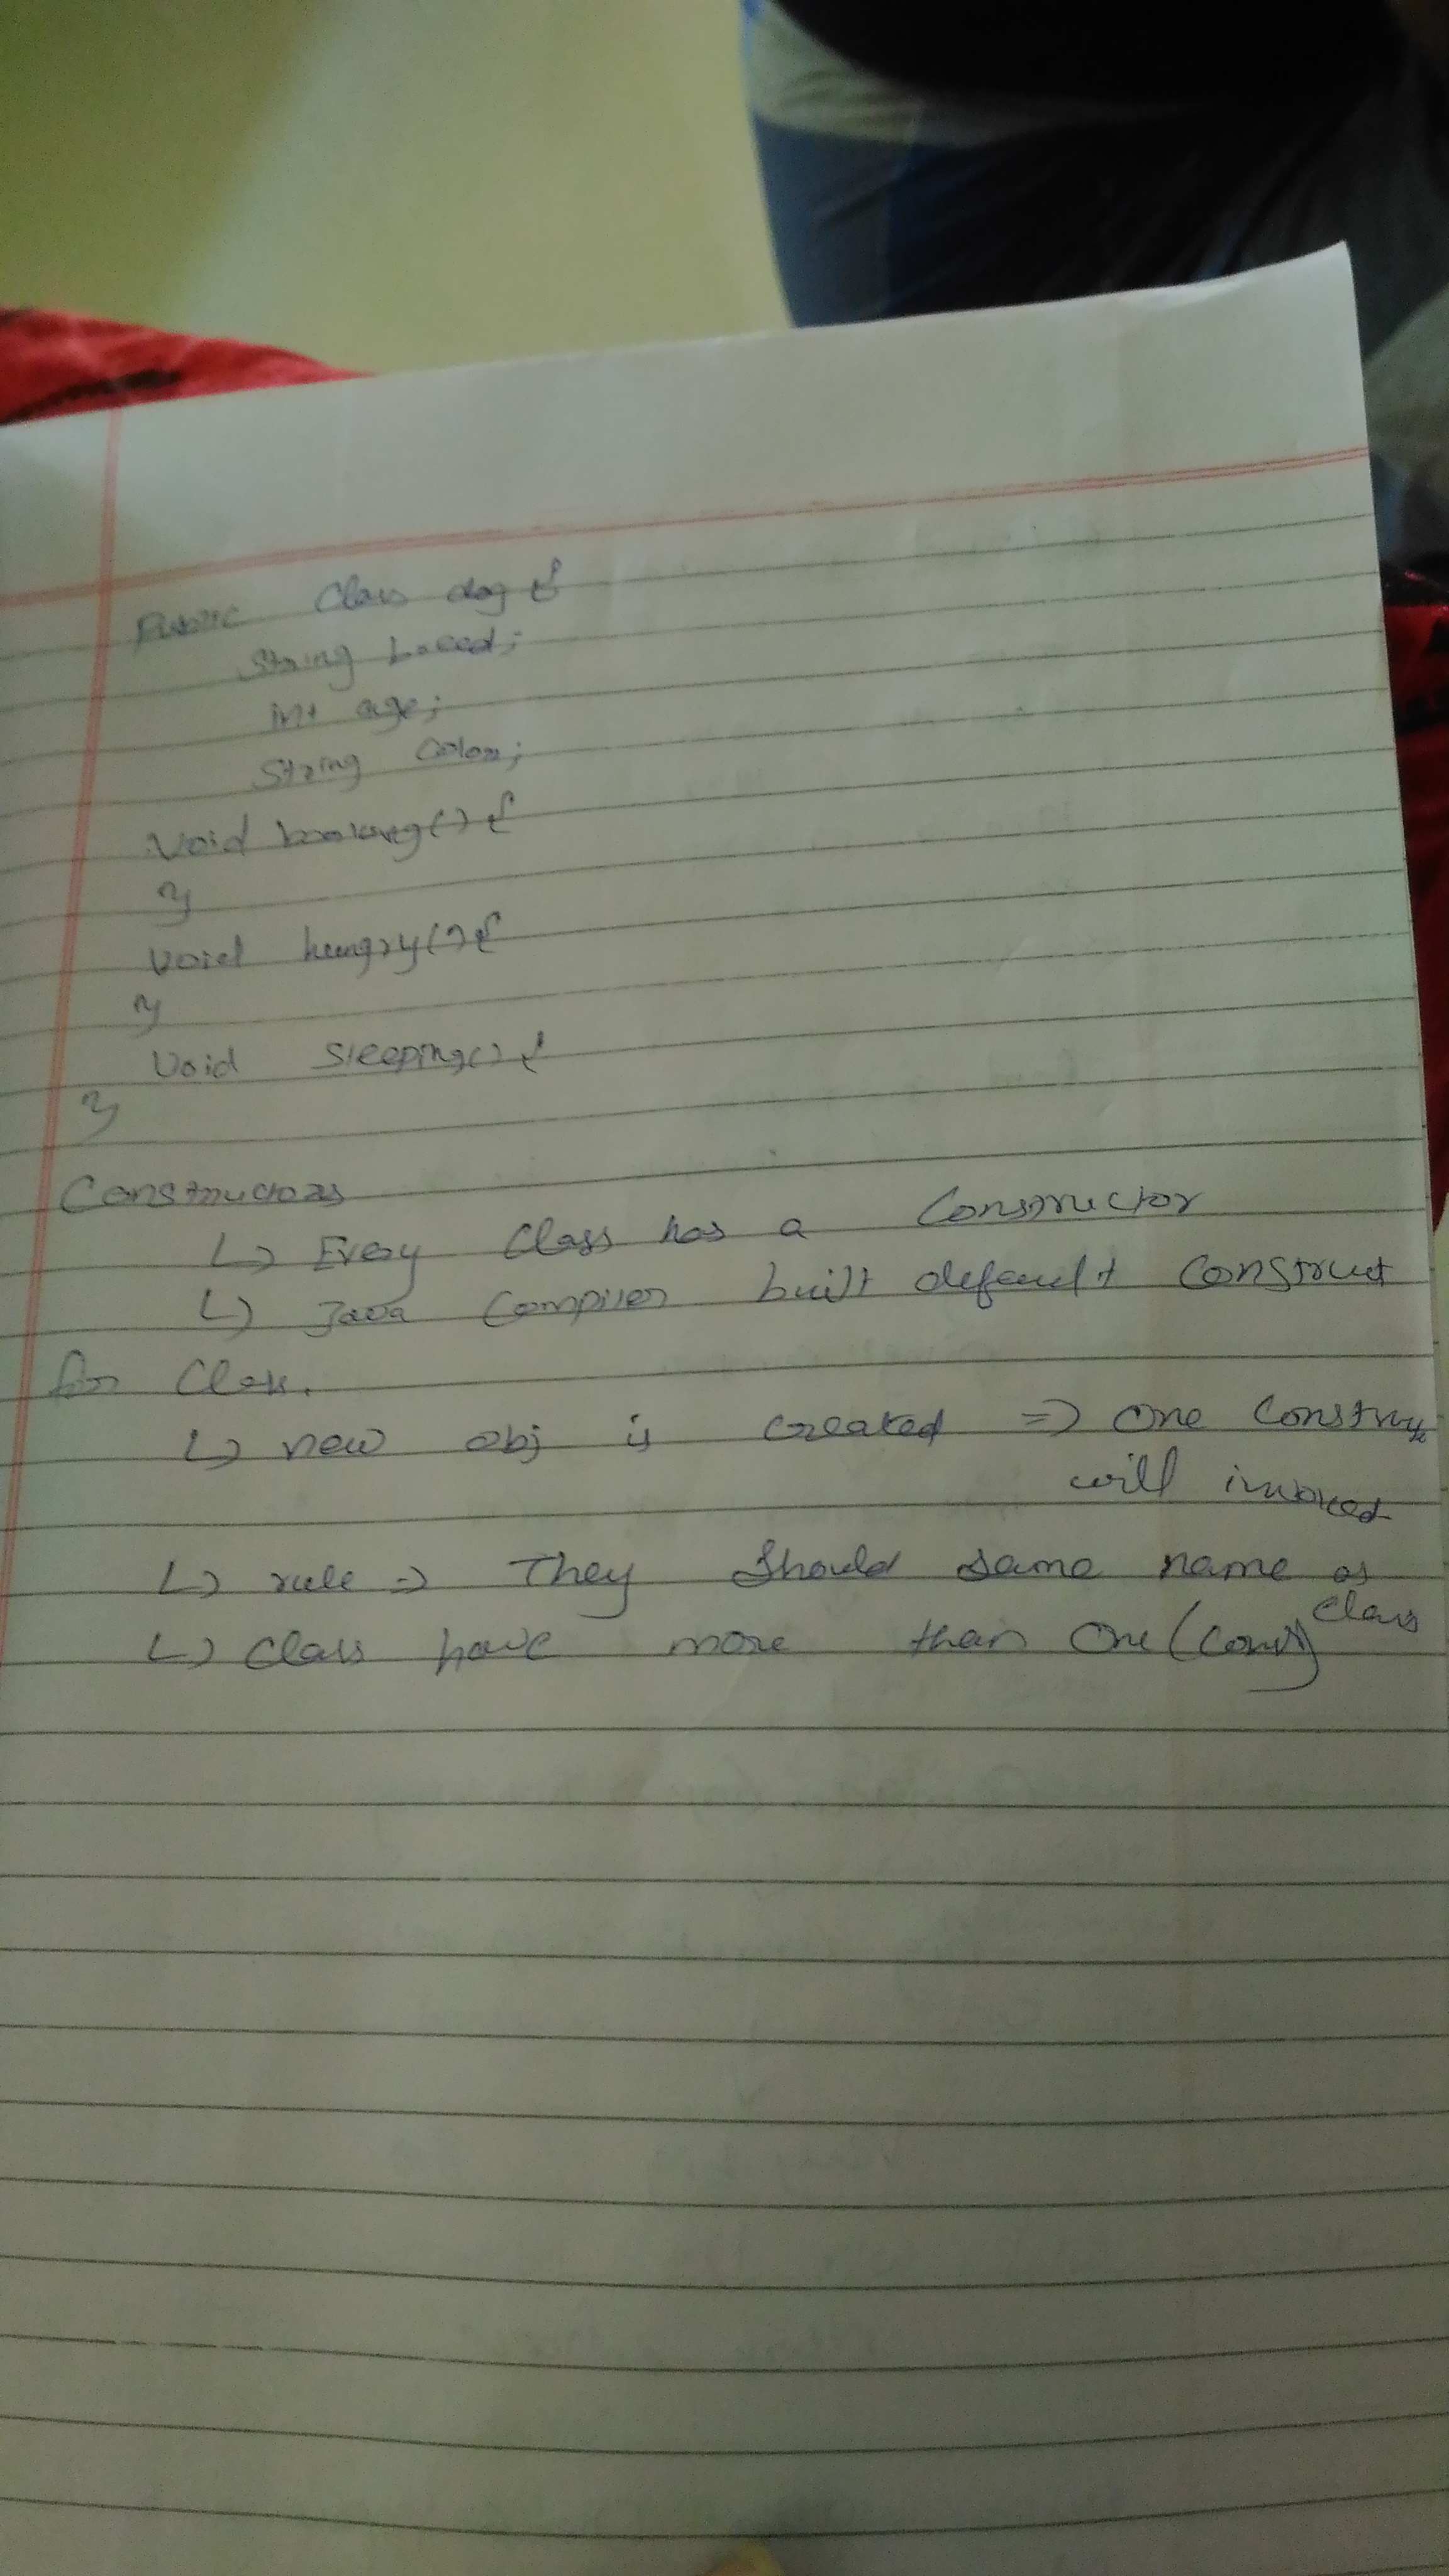 Public Class dog {
String breed;
int age;
String Color;
Void barking() {
}
Void hungry() {
}
Void sleeping() {
}
Constructors
↳ Every Class has a Constructor
↳ Java Compiler built default Construct
for Class.
↳ new obj is created => One Construc
will invoked
↳ rule => They Should same name as
Class
↳ Class have more than One (Const)